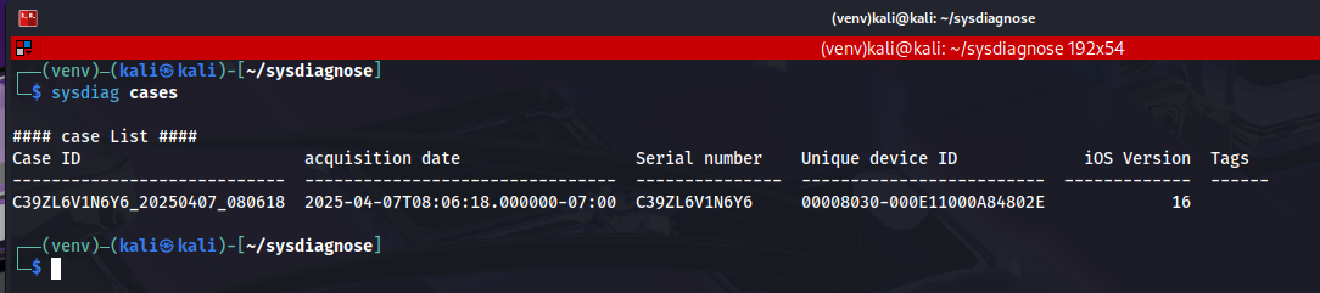 (venv)kali@kali: ~/sysdiagnose
(venv)kali@kali: ~/sysdiagnose 192x54
┌──(venv)─(kali㉿kali)-[~/sysdiagnose]
└─$ sysdiag cases
#### case List ####
Case ID                       acquisition date                  Serial number    Unique device ID             iOS Version  Tags
----------------------------  --------------------------------  ---------------  -------------------------  -------------  ------
C39ZL6V1N6Y6_20250407_080618  2025-04-07T08:06:18.000000-07:00  C39ZL6V1N6Y6     00008030-000E11000A84802E             16
┌──(venv)─(kali㉿kali)-[~/sysdiagnose]
└─$